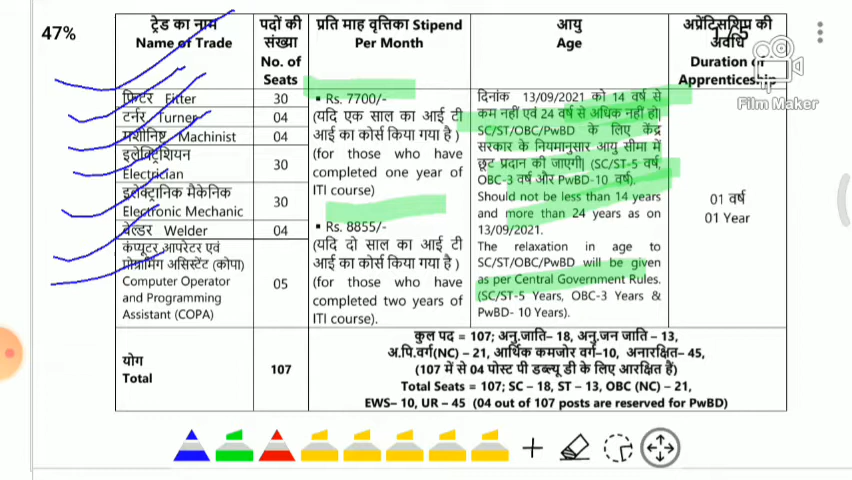 47%
1 / 5
Film Maker
ट्रेड का नाम
Name of Trade
पदों की
संख्या
No. of
Seats
प्रति माह वृत्तिका Stipend
Per Month
आयु
Age
अप्रेंटिसशिप की
अवधि
Duration of
Apprenticeship
फिटर Fitter
30
टर्नर Turner
04
मशीनिष्ट Machinist
04
इलेक्ट्रिशियन
Electrician
30
इलेक्ट्रानिक मैकेनिक
Electronic Mechanic
30
वेल्डर Welder
04
कंप्यूटर आपरेटर एवं
प्रोग्रामिंग असिस्टेंट (कोपा)
Computer Operator
and Programming
Assistant (COPA)
05
▪ Rs. 7700/-
(यदि एक साल का आई टी
आई का कोर्स किया गया है )
(for those who have
completed one year of
ITI course)
▪ Rs. 8855/-
(यदि दो साल का आई टी
आई का कोर्स किया गया है )
(for those who have
completed two years of
ITI course).
दिनांक 13/09/2021 को 14 वर्ष से
कम नहीं एवं 24 वर्ष से अधिक नहीं हो|
SC/ST/OBC/PwBD के लिए केंद्र
सरकार के नियमानुसार आयु सीमा में
छूट प्रदान की जाएगी| (SC/ST-5 वर्ष,
OBC-3 वर्ष और PwBD-10 वर्ष).
Should not be less than 14 years
and more than 24 years as on
13/09/2021.
The relaxation in age to
SC/ST/OBC/PwBD will be given
as per Central Government Rules.
(SC/ST-5 Years, OBC-3 Years &
PwBD- 10 Years).
01 वर्ष
01 Year
योग
Total
107
कुल पद = 107; अनु.जाति– 18, अनु.जन जाति – 13,
अ.पि.वर्ग(NC) – 21, आर्थिक कमजोर वर्ग–10, अनारक्षित– 45,
(107 में से 04 पोस्ट पी डब्ल्यू डी के लिए आरक्षित हैं)
Total Seats = 107; SC – 18, ST – 13, OBC (NC) – 21,
EWS– 10, UR – 45 (04 out of 107 posts are reserved for PwBD)